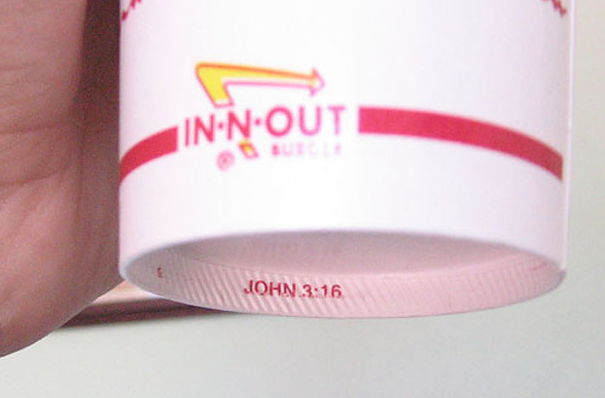 IN-N-OUT
BURGER
®
JOHN 3:16